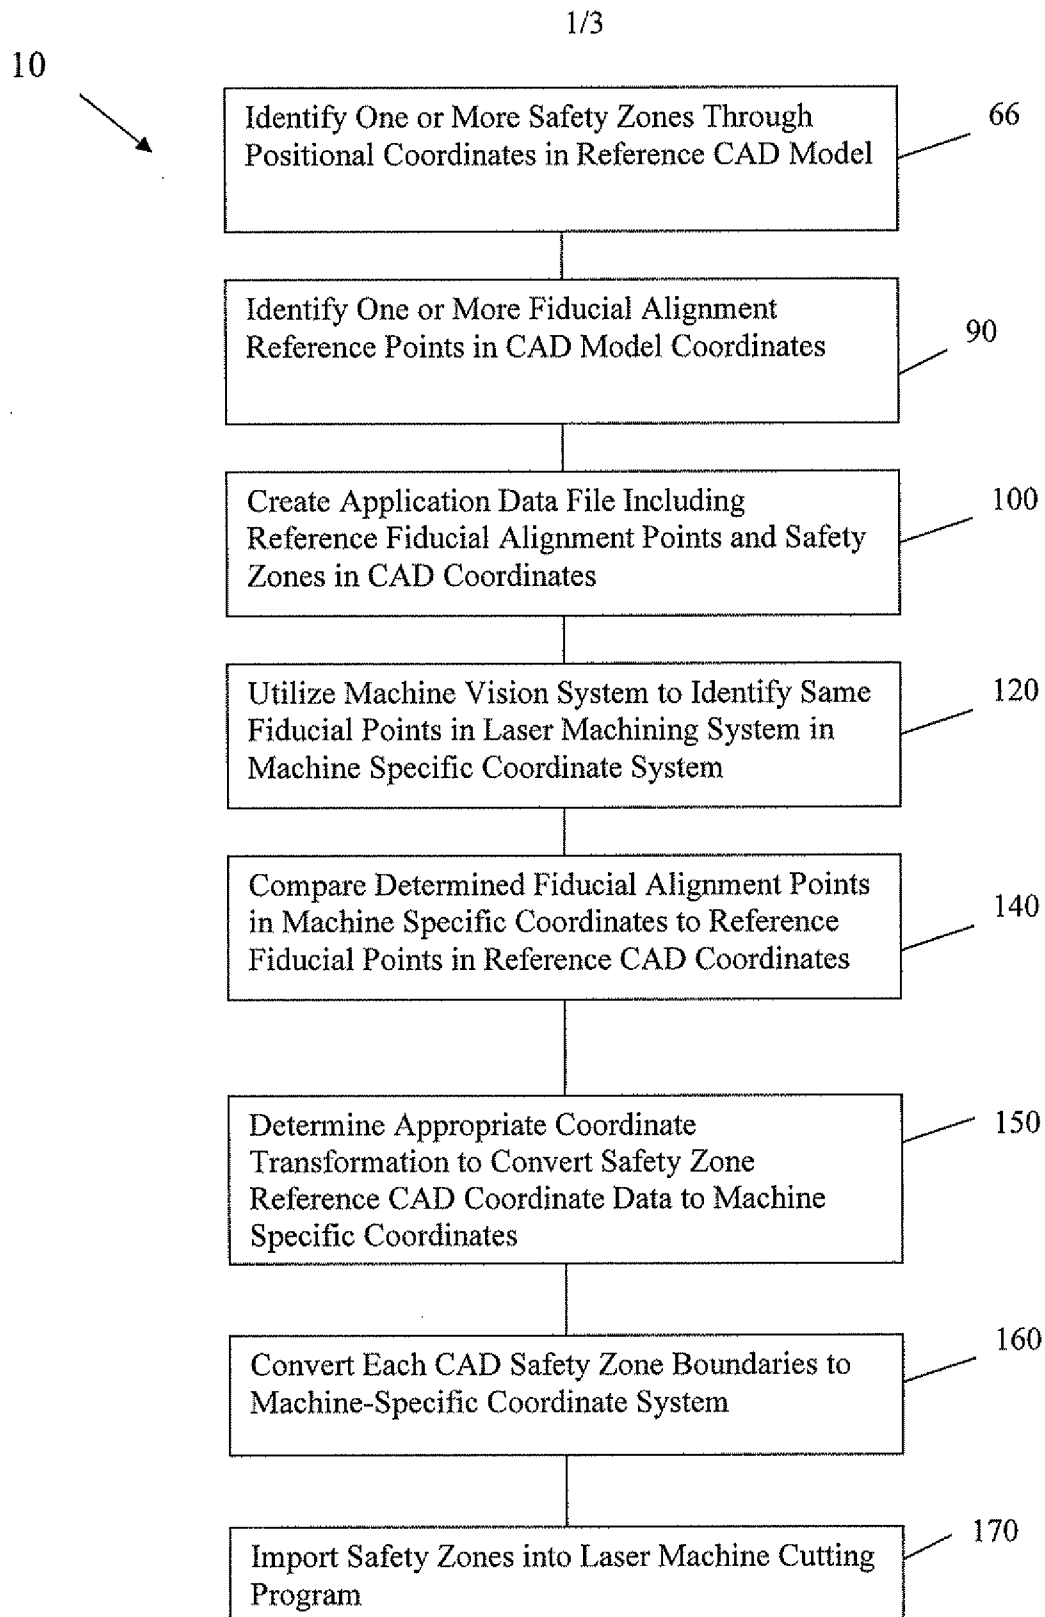 1/3
10
Identify One or More Safety Zones Through
Positional Coordinates in Reference CAD Model
66
Identify One or More Fiducial Alignment
Reference Points in CAD Model Coordinates
90
Create Application Data File Including
Reference Fiducial Alignment Points and Safety
Zones in CAD Coordinates
100
Utilize Machine Vision System to Identify Same
Fiducial Points in Laser Machining System in
Machine Specific Coordinate System
120
Compare Determined Fiducial Alignment Points
in Machine Specific Coordinates to Reference
Fiducial Points in Reference CAD Coordinates
140
Determine Appropriate Coordinate
Transformation to Convert Safety Zone
Reference CAD Coordinate Data to Machine
Specific Coordinates
150
Convert Each CAD Safety Zone Boundaries to
Machine-Specific Coordinate System
160
Import Safety Zones into Laser Machine Cutting
Program
170